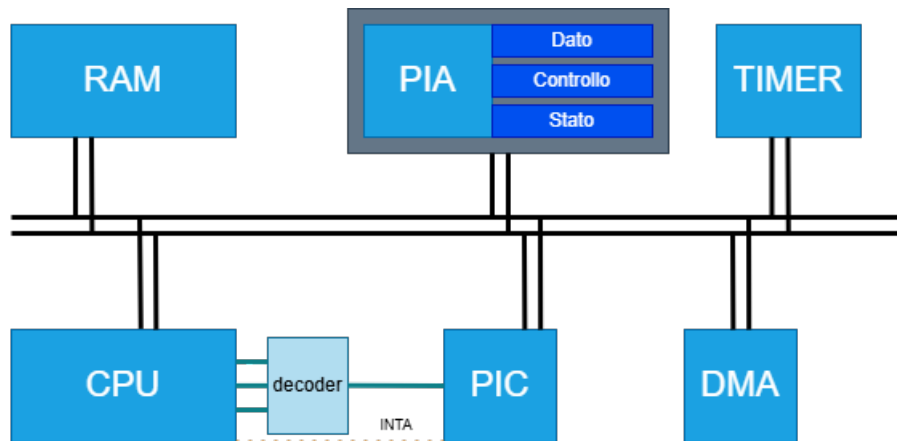 RAM
PIA
Dato
Controllo
Stato
TIMER
CPU
decoder
INTA
PIC
DMA